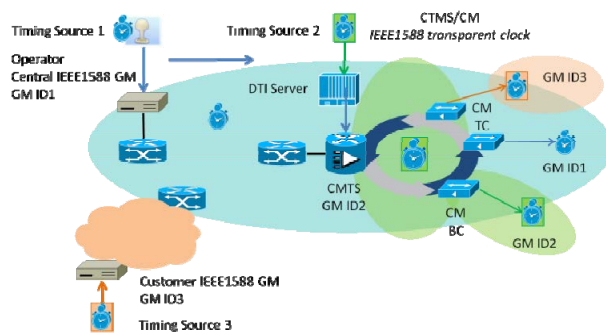 Timing Source 1
Operator
Central IEEE1588 GM
GM ID1
Timing Source 2
CTMS/CM
IEEE1588 transparent clock
DTI Server
CMTS
GM ID2
CM
TC
GM ID3
GM ID1
CM
BC
GM ID2
Customer IEEE1588 GM
GM ID3
Timing Source 3